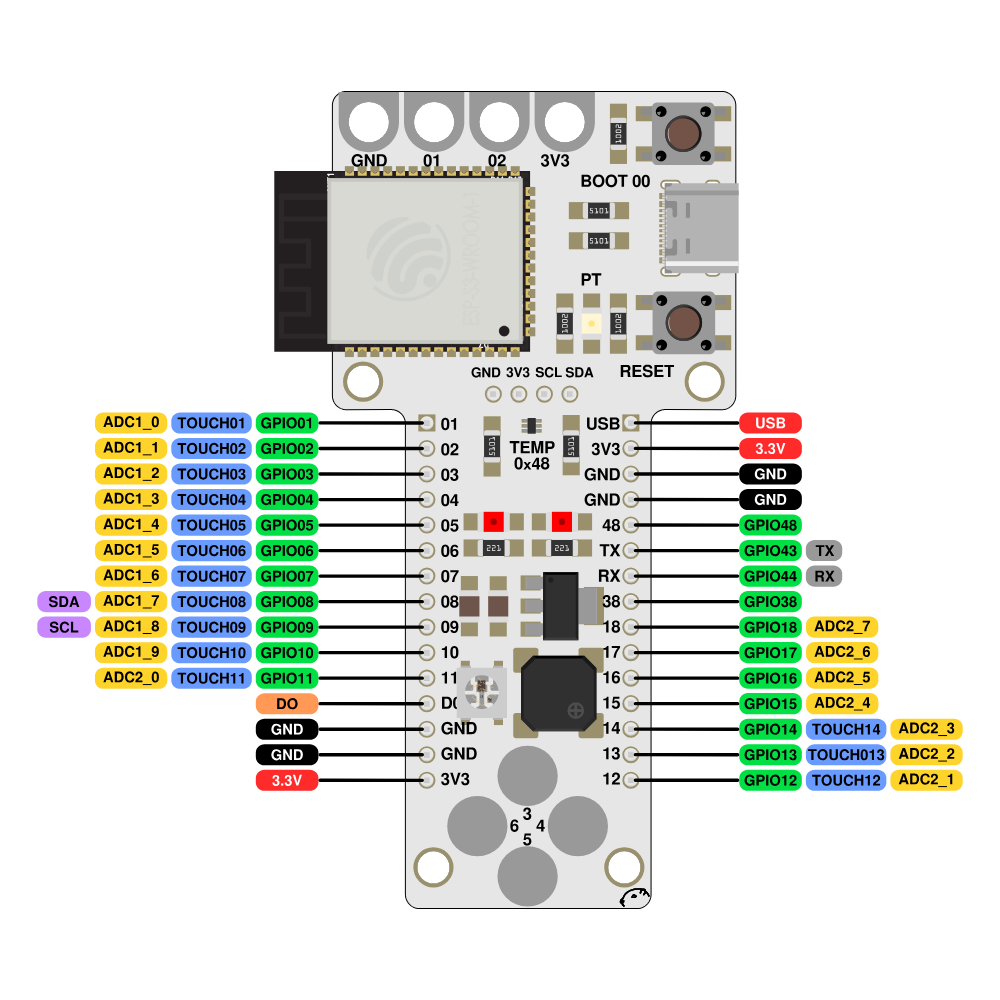 GND 01 02 3V3
1002
BOOT 00
5101
5101
ESP-S3-WROOM-1
PT
1002 1002
RESET
GND 3V3 SCL SDA
ADC1_0 TOUCH01 GPIO01 01 USB USB
ADC1_1 TOUCH02 GPIO02 02 3V3 3.3V
5101 TEMP 5101
0x48
ADC1_2 TOUCH03 GPIO03 03 GND GND
ADC1_3 TOUCH04 GPIO04 04 GND GND
ADC1_4 TOUCH05 GPIO05 05 48 GPIO48
ADC1_5 TOUCH06 GPIO06 06 221 221 TX GPIO43 TX
ADC1_6 TOUCH07 GPIO07 07 RX GPIO44 RX
SDA ADC1_7 TOUCH08 GPIO08 08 38 GPIO38
SCL ADC1_8 TOUCH09 GPIO09 09 18 GPIO18 ADC2_7
ADC1_9 TOUCH10 GPIO10 10 17 GPIO17 ADC2_6
ADC2_0 TOUCH11 GPIO11 11 16 GPIO16 ADC2_5
DO DO 15 GPIO15 ADC2_4
GND GND 14 GPIO14 TOUCH14 ADC2_3
GND GND 13 GPIO13 TOUCH013 ADC2_2
3.3V 3V3 12 GPIO12 TOUCH12 ADC2_1
3
6 4
5